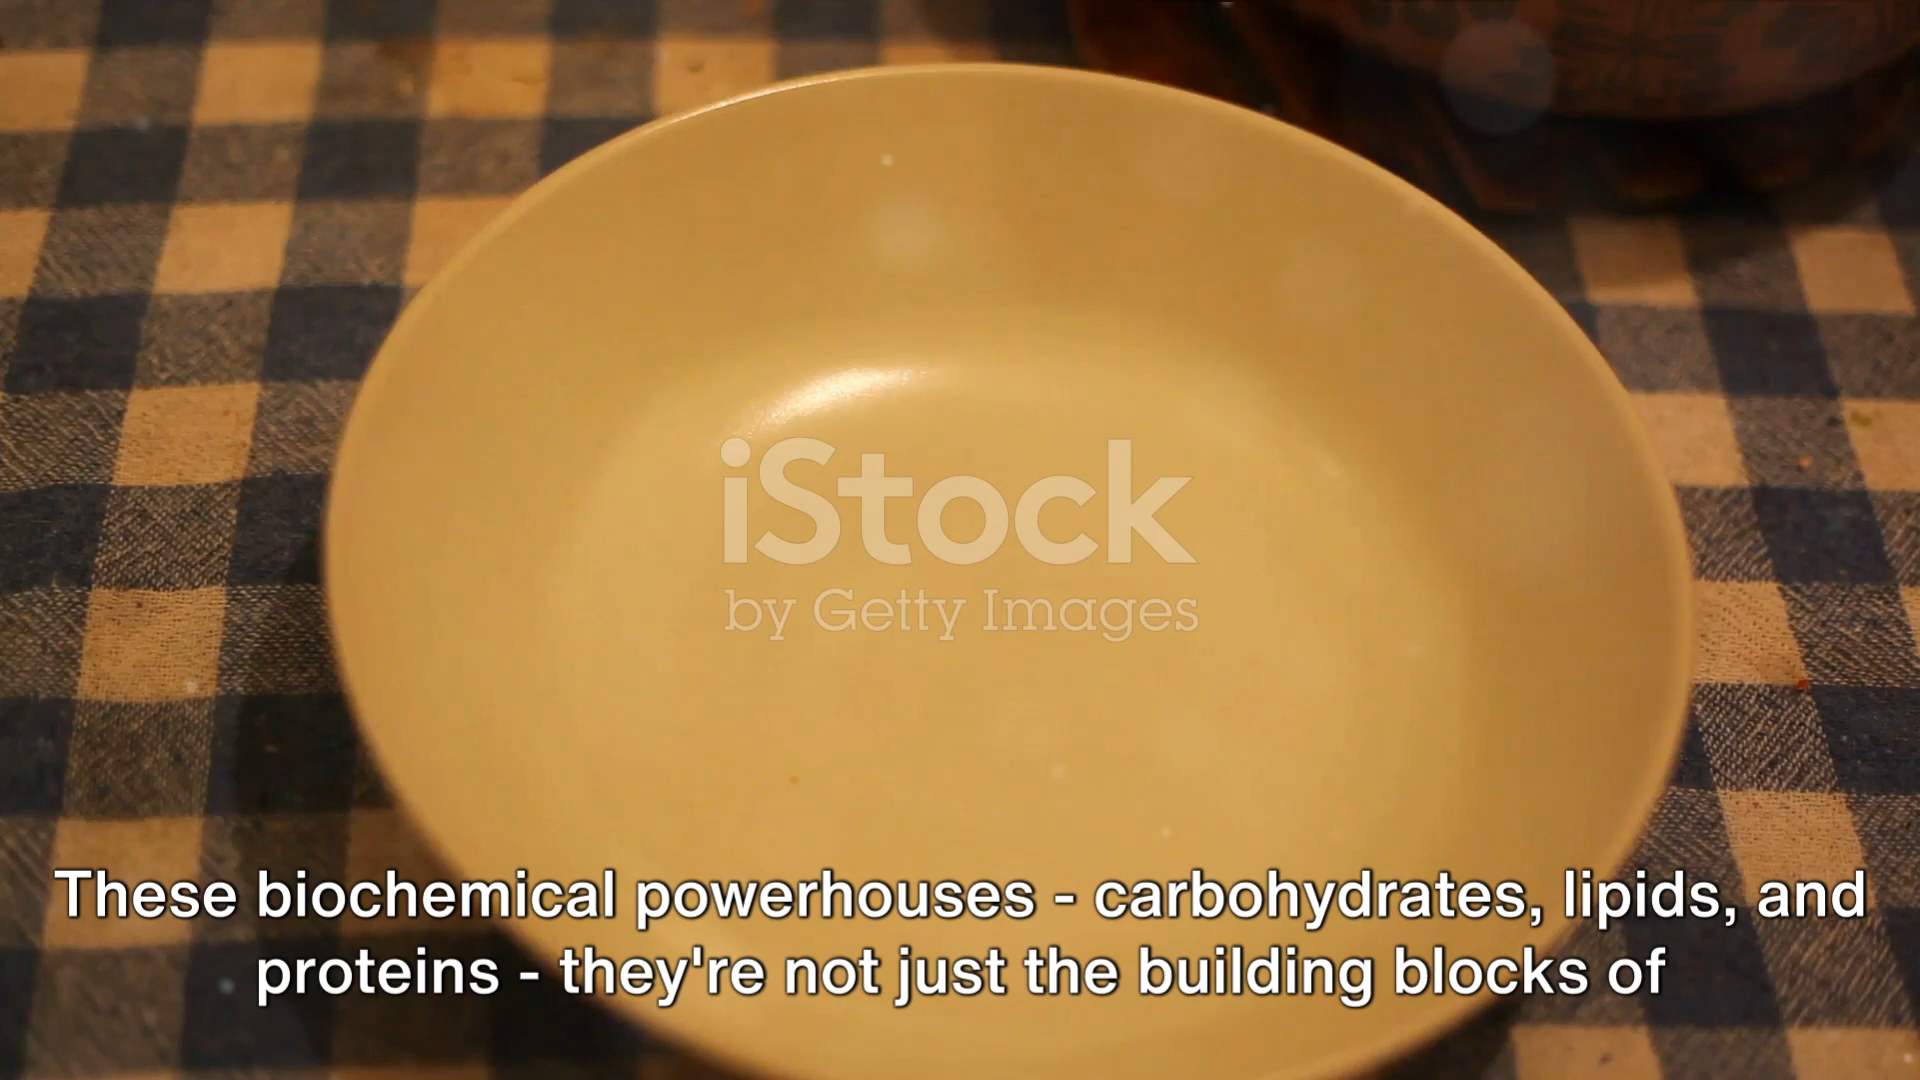 iStock
by Getty Images
These biochemical powerhouses - carbohydrates, lipids, and
proteins - they're not just the building blocks of